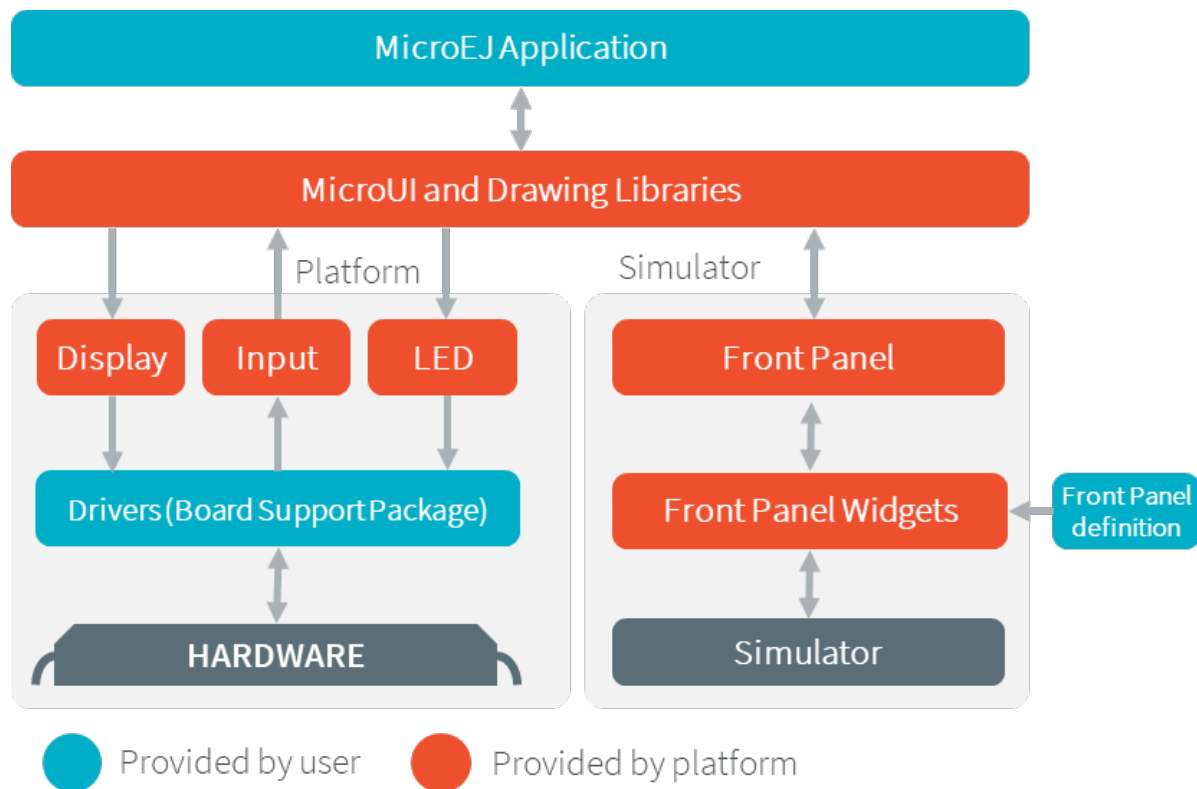 MicroEJ Application
MicroUI and Drawing Libraries
Platform
Simulator
Display
Input
LED
Front Panel
Drivers (Board Support Package)
Front Panel Widgets
Front Panel
definition
HARDWARE
Simulator
Provided by user
Provided by platform